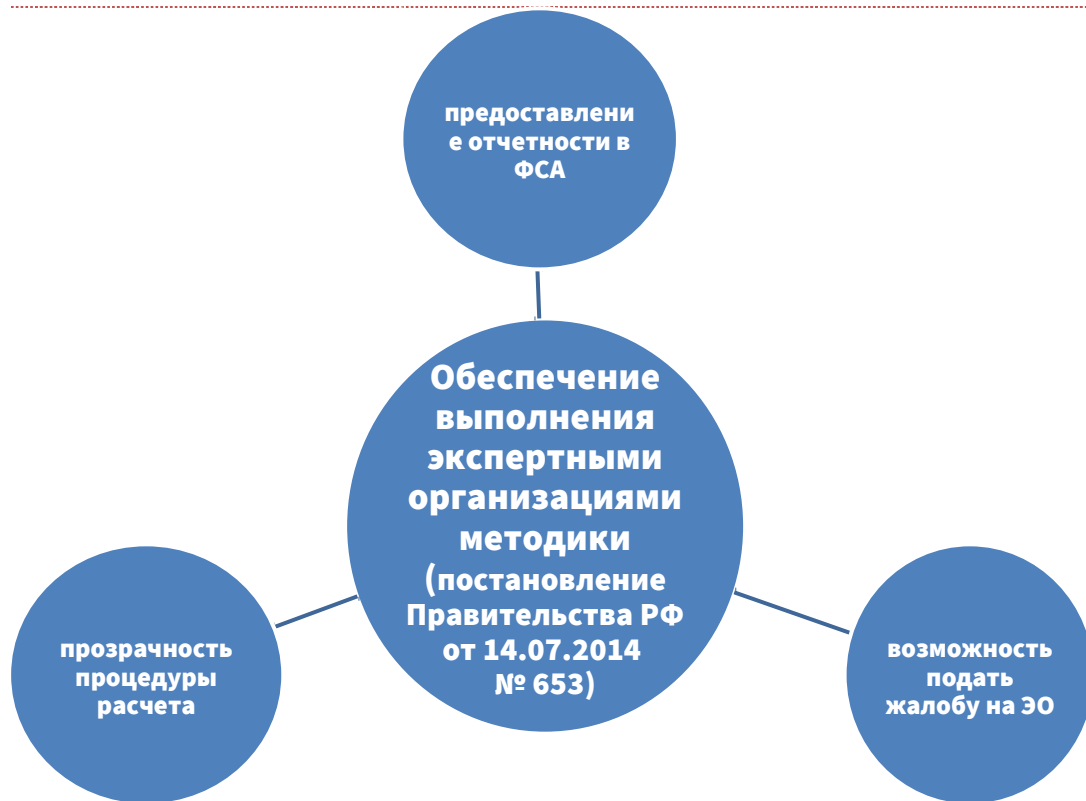 предоставлени
е отчетности в
ФСА
Обеспечение
выполнения
экспертными
организациями
методики
(постановление
Правительства РФ
от 14.07.2014
№ 653)
прозрачность
процедуры
расчета
возможность
подать
жалобу на ЭО